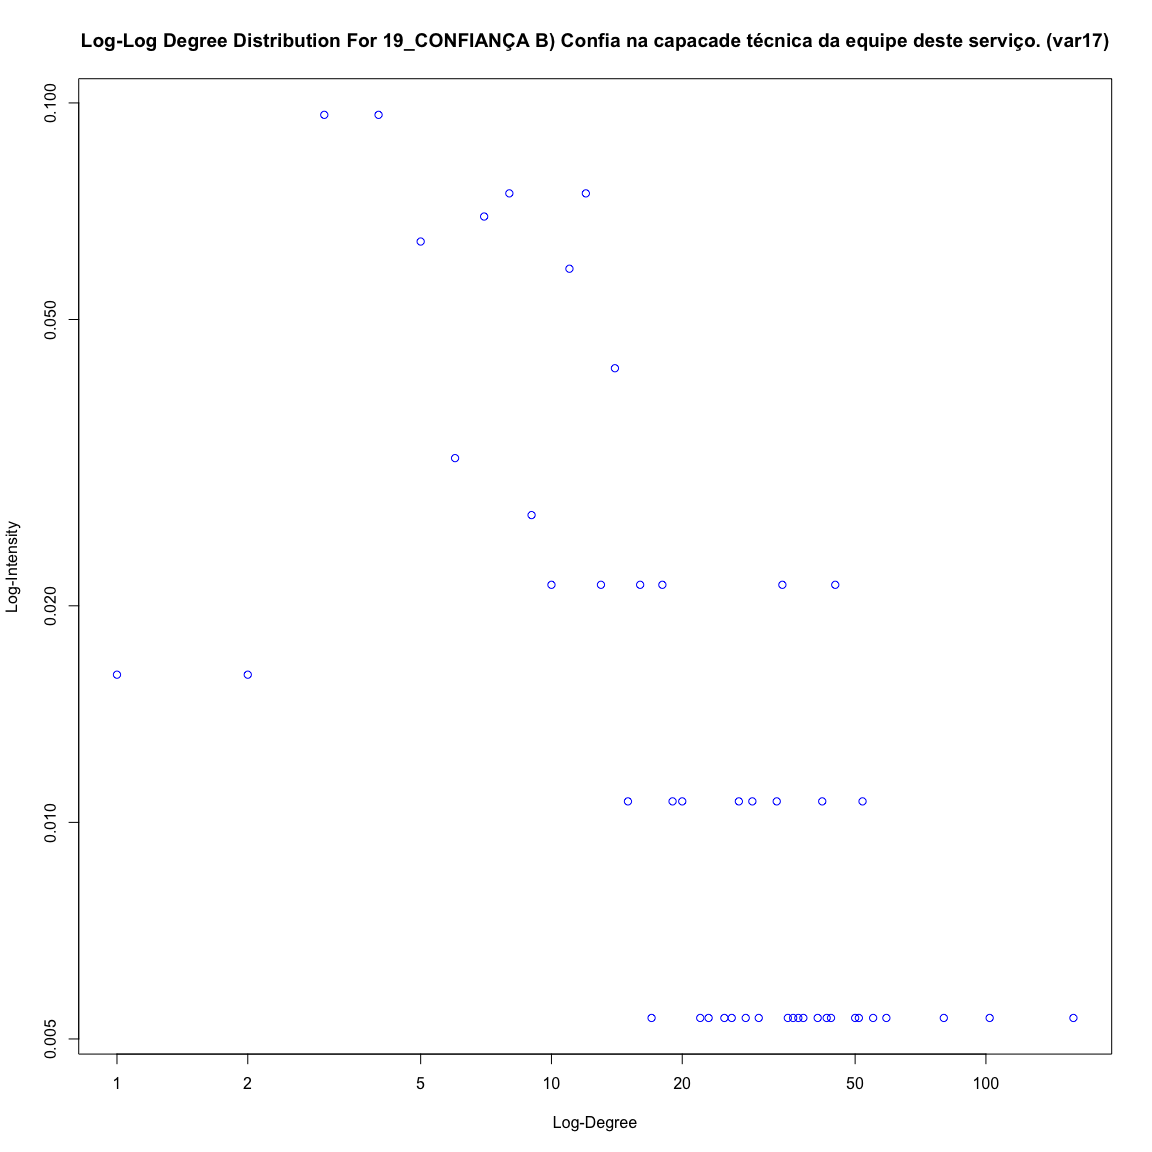 Log-Log Degree Distribution For 19_CONFIANÇA B) Confia na capacade técnica da equipe deste serviço. (var17)
Log-Intensity
0.100
0.050
0.020
0.010
0.005
1 2 5 10 20 50 100
Log-Degree